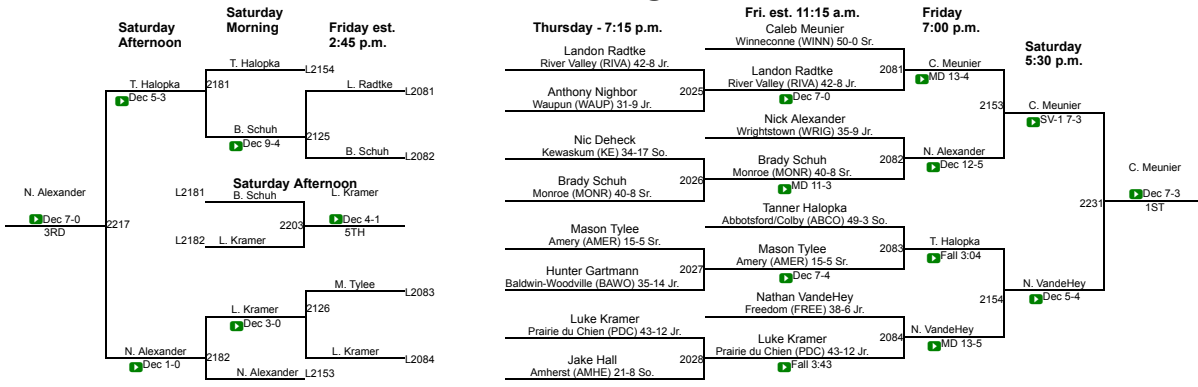 Saturday
Afternoon
Saturday
Morning
Friday est.
2:45 p.m.
T. Halopka
L2154
T. Halopka
Dec 5-3
2181
L. Radtke
L2081
B. Schuh
Dec 9-4
2125
B. Schuh
L2082
N. Alexander
Dec 7-0
3RD
2217
Saturday Afternoon
L2181
B. Schuh
L. Kramer
2203
Dec 4-1
5TH
L2182
L. Kramer
M. Tylee
L2083
L. Kramer
Dec 3-0
2126
N. Alexander
Dec 1-0
2182
L. Kramer
L2084
N. Alexander
L2153
Thursday - 7:15 p.m.
Fri. est. 11:15 a.m.
Friday
7:00 p.m.
Saturday
5:30 p.m.
Landon Radtke
River Valley (RIVA) 42-8 Jr.
2025
Anthony Nighbor
Waupun (WAUP) 31-9 Jr.
Nic Deheck
Kewaskum (KE) 34-17 So.
2026
Brady Schuh
Monroe (MONR) 40-8 Sr.
Mason Tylee
Amery (AMER) 15-5 Sr.
2027
Hunter Gartmann
Baldwin-Woodville (BAWO) 35-14 Jr.
Luke Kramer
Prairie du Chien (PDC) 43-12 Jr.
2028
Jake Hall
Amherst (AMHE) 21-8 So.
Caleb Meunier
Winneconne (WINN) 50-0 Sr.
2081
Landon Radtke
River Valley (RIVA) 42-8 Jr.
Dec 7-0
Nick Alexander
Wrightstown (WRIG) 35-9 Jr.
2082
Brady Schuh
Monroe (MONR) 40-8 Sr.
MD 11-3
Tanner Halopka
Abbotsford/Colby (ABCO) 49-3 So.
2083
Mason Tylee
Amery (AMER) 15-5 Sr.
Dec 7-4
Nathan VandeHey
Freedom (FREE) 38-6 Jr.
2084
Luke Kramer
Prairie du Chien (PDC) 43-12 Jr.
Fall 3:43
C. Meunier
MD 13-4
2153
N. Alexander
Dec 12-5
T. Halopka
Fall 3:04
2154
N. VandeHey
MD 13-5
C. Meunier
SV-1 7-3
2231
N. VandeHey
Dec 5-4
C. Meunier
Dec 7-3
1ST